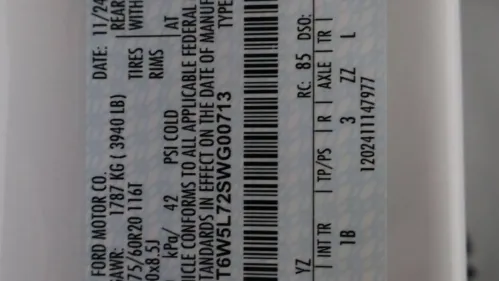 FORD MOTOR CO. DATE: 11/24
GAWR: 1787 KG ( 3940 LB) REAR
75/60R20 116T TIRES WITH
0x8.5J RIMS
kPa/ 42 PSI COLD AT
ICLE CONFORMS TO ALL APPLICABLE FEDERAL
TANDARDS IN EFFECT ON THE DATE OF MANUF
T6W5L72SWG00713 TYPE
YZ RC: 85 DSO:
INT TR TP/PS R AXLE TR
1B 3 ZZ L
1202411147977